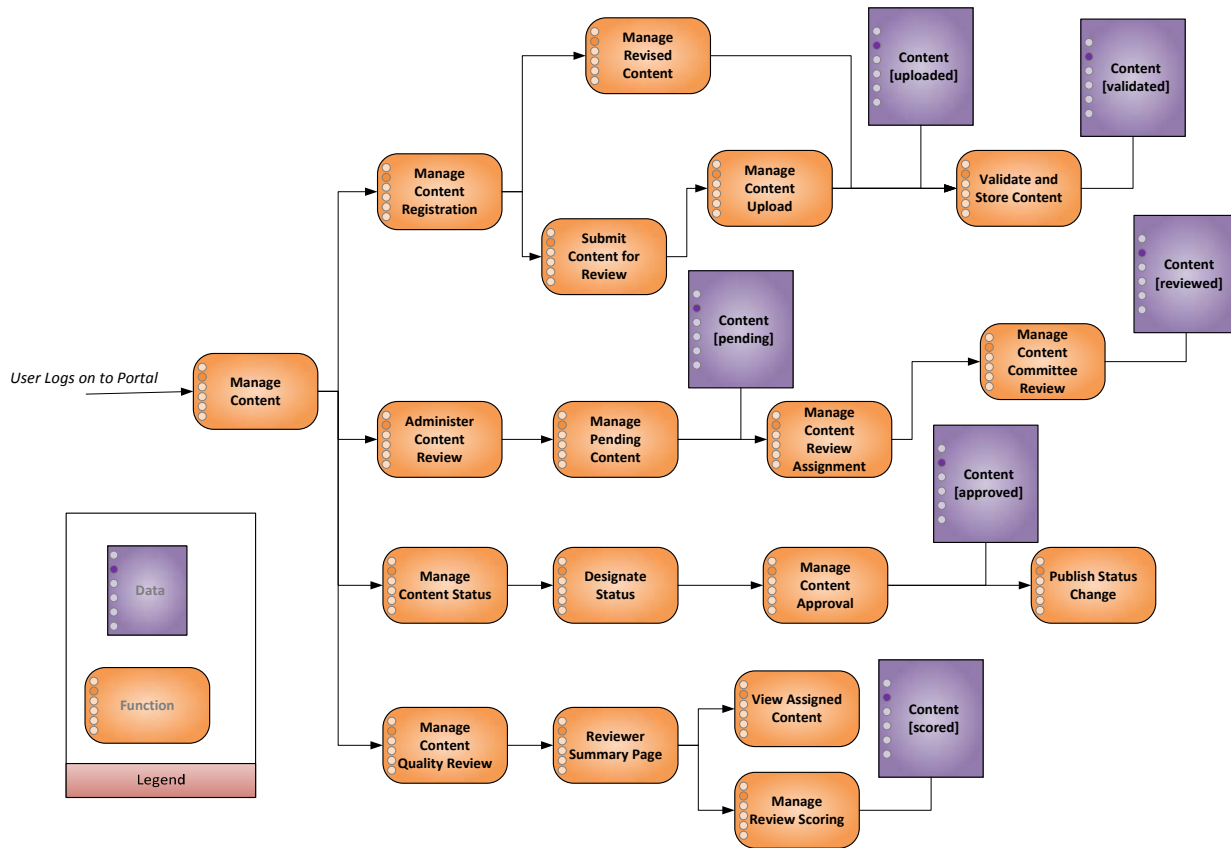 Manage
Revised
Content
Content
[uploaded]
Content
[validated]
Manage
Content
Registration
Manage
Content
Upload
Validate and
Store Content
Submit
Content for
Review
Content
[reviewed]
Content
[pending]
User Logs on to Portal
Manage
Content
Manage
Content
Committee
Review
Administer
Content
Review
Manage
Pending
Content
Manage
Content
Review
Assignment
Content
[approved]
Manage
Content Status
Designate
Status
Manage
Content
Approval
Publish Status
Change
Data
Function
Legend
Manage
Content
Quality Review
Reviewer
Summary Page
View Assigned
Content
Content
[scored]
Manage
Review Scoring